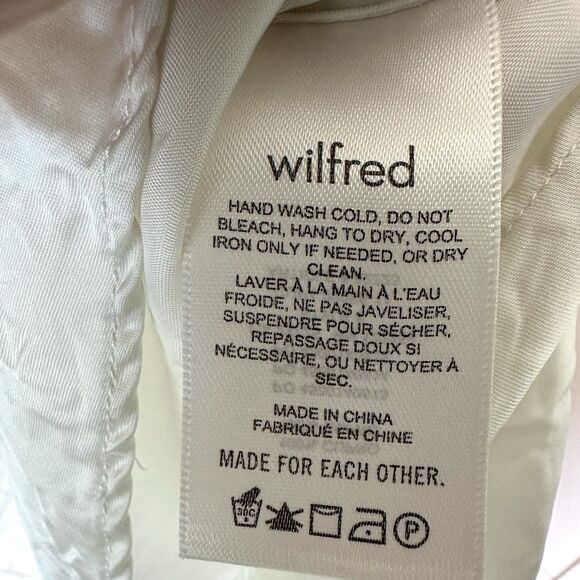 wilfred
HAND WASH COLD, DO NOT
BLEACH, HANG TO DRY, COOL
IRON ONLY IF NEEDED, OR DRY
CLEAN.
LAVER À LA MAIN À L'EAU
FROIDE, NE PAS JAVELISER,
SUSPENDRE POUR SÉCHER,
REPASSAGE DOUX SI
NÉCESSAIRE, OU NETTOYER À
SEC.
MADE IN CHINA
FABRIQUÉ EN CHINE
MADE FOR EACH OTHER.
30C P